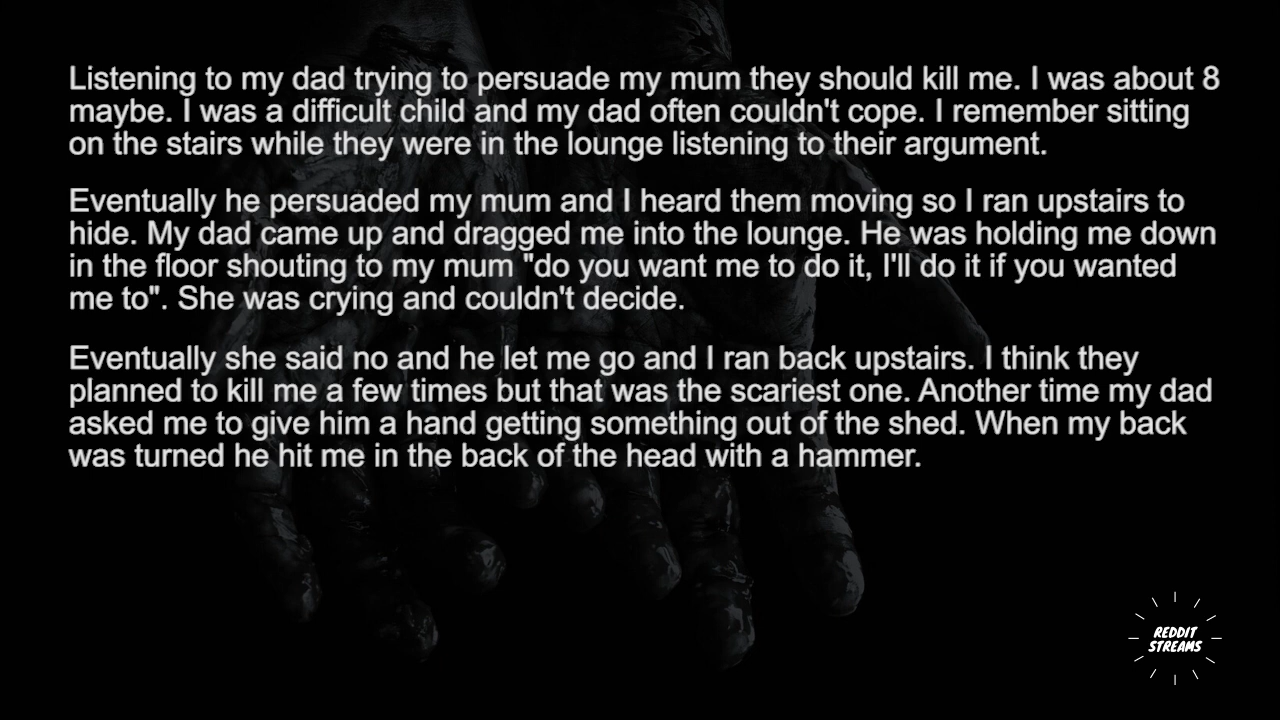 Listening to my dad trying to persuade my mum they should kill me. I was about 8
maybe. I was a difficult child and my dad often couldn't cope. I remember sitting
on the stairs while they were in the lounge listening to their argument.
Eventually he persuaded my mum and I heard them moving so I ran upstairs to
hide. My dad came up and dragged me into the lounge. He was holding me down
in the floor shouting to my mum "do you want me to do it, I'll do it if you wanted
me to". She was crying and couldn't decide.
Eventually she said no and he let me go and I ran back upstairs. I think they
planned to kill me a few times but that was the scariest one. Another time my dad
asked me to give him a hand getting something out of the shed. When my back
was turned he hit me in the back of the head with a hammer.
REDDIT
STREAMS